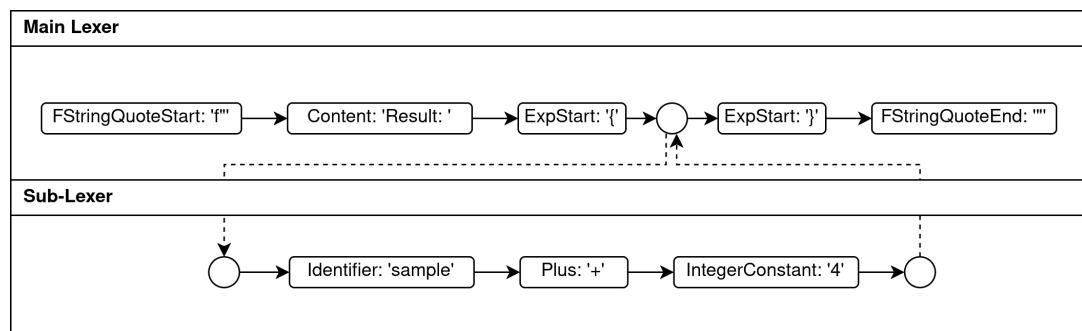 Main Lexer
FStringQuoteStart: 'f"'
Content: 'Result: '
ExpStart: '{'
ExpStart: '}'
FStringQuoteEnd: '"'
Sub-Lexer
Identifier: 'sample'
Plus: '+'
IntegerConstant: '4'